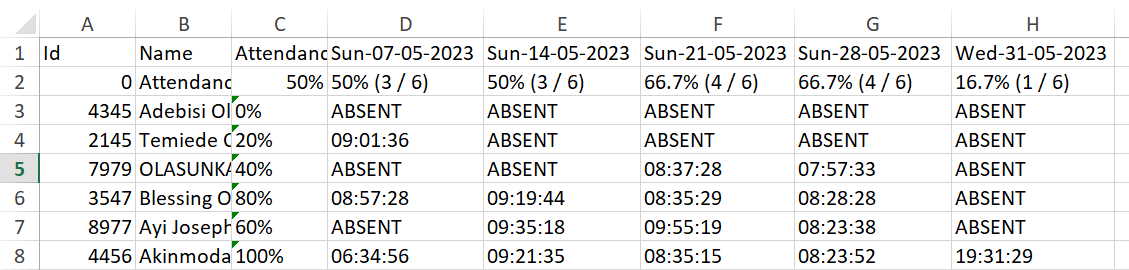 A B C D E F G H
1 Id Name Attendanc Sun-07-05-2023 Sun-14-05-2023 Sun-21-05-2023 Sun-28-05-2023 Wed-31-05-2023
2 0 Attendanc 50% 50% (3 / 6) 50% (3 / 6) 66.7% (4 / 6) 66.7% (4 / 6) 16.7% (1 / 6)
3 4345 Adebisi Ol 0% ABSENT ABSENT ABSENT ABSENT ABSENT
4 2145 Temiede O 20% 09:01:36 ABSENT ABSENT ABSENT ABSENT
5 7979 OLASUNKA 40% ABSENT ABSENT 08:37:28 07:57:33 ABSENT
6 3547 Blessing O 80% 08:57:28 09:19:44 08:35:29 08:28:28 ABSENT
7 8977 Ayi Joseph 60% ABSENT 09:35:18 09:55:19 08:23:38 ABSENT
8 4456 Akinmoda 100% 06:34:56 09:21:35 08:35:15 08:23:52 19:31:29